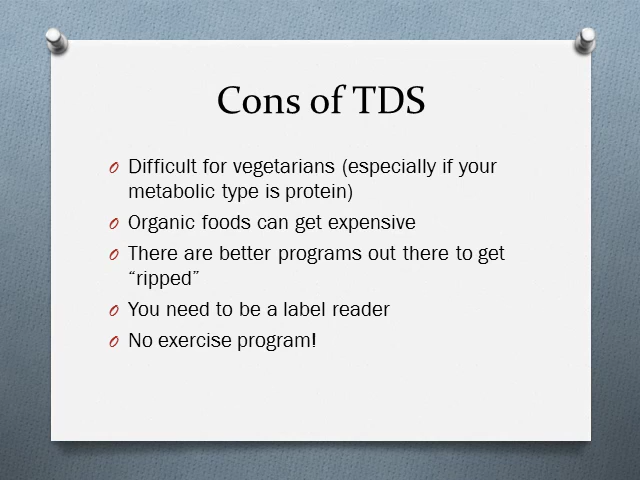 Cons of TDS
Difficult for vegetarians (especially if your
metabolic type is protein)
Organic foods can get expensive
There are better programs out there to get
“ripped”
You need to be a label reader
No exercise program!